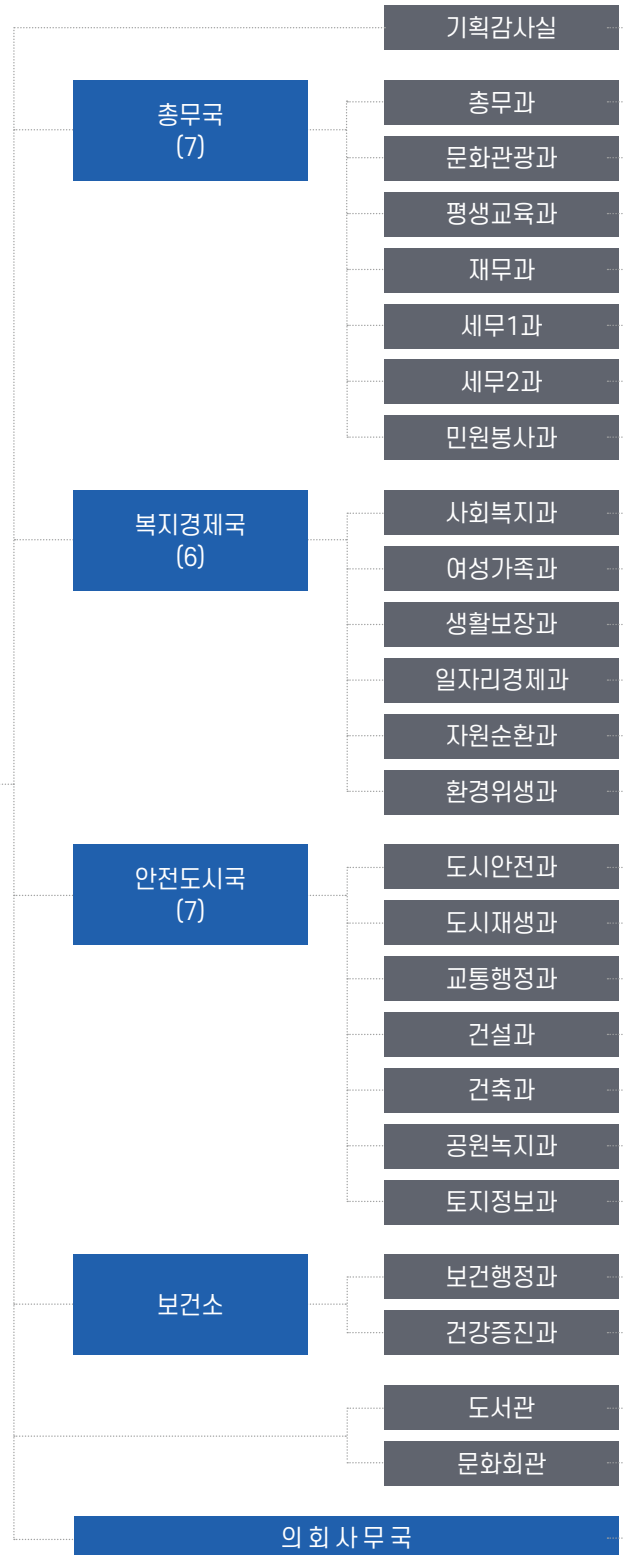 기획감사실
총무국
(7)
총무과
문화관광과
평생교육과
재무과
세무1과
세무2과
민원봉사과
복지경제국
(6)
사회복지과
여성가족과
생활보장과
일자리경제과
자원순환과
환경위생과
안전도시국
(7)
도시안전과
도시재생과
교통행정과
건설과
건축과
공원녹지과
토지정보과
보건소
보건행정과
건강증진과
도서관
문화회관
의회사무국